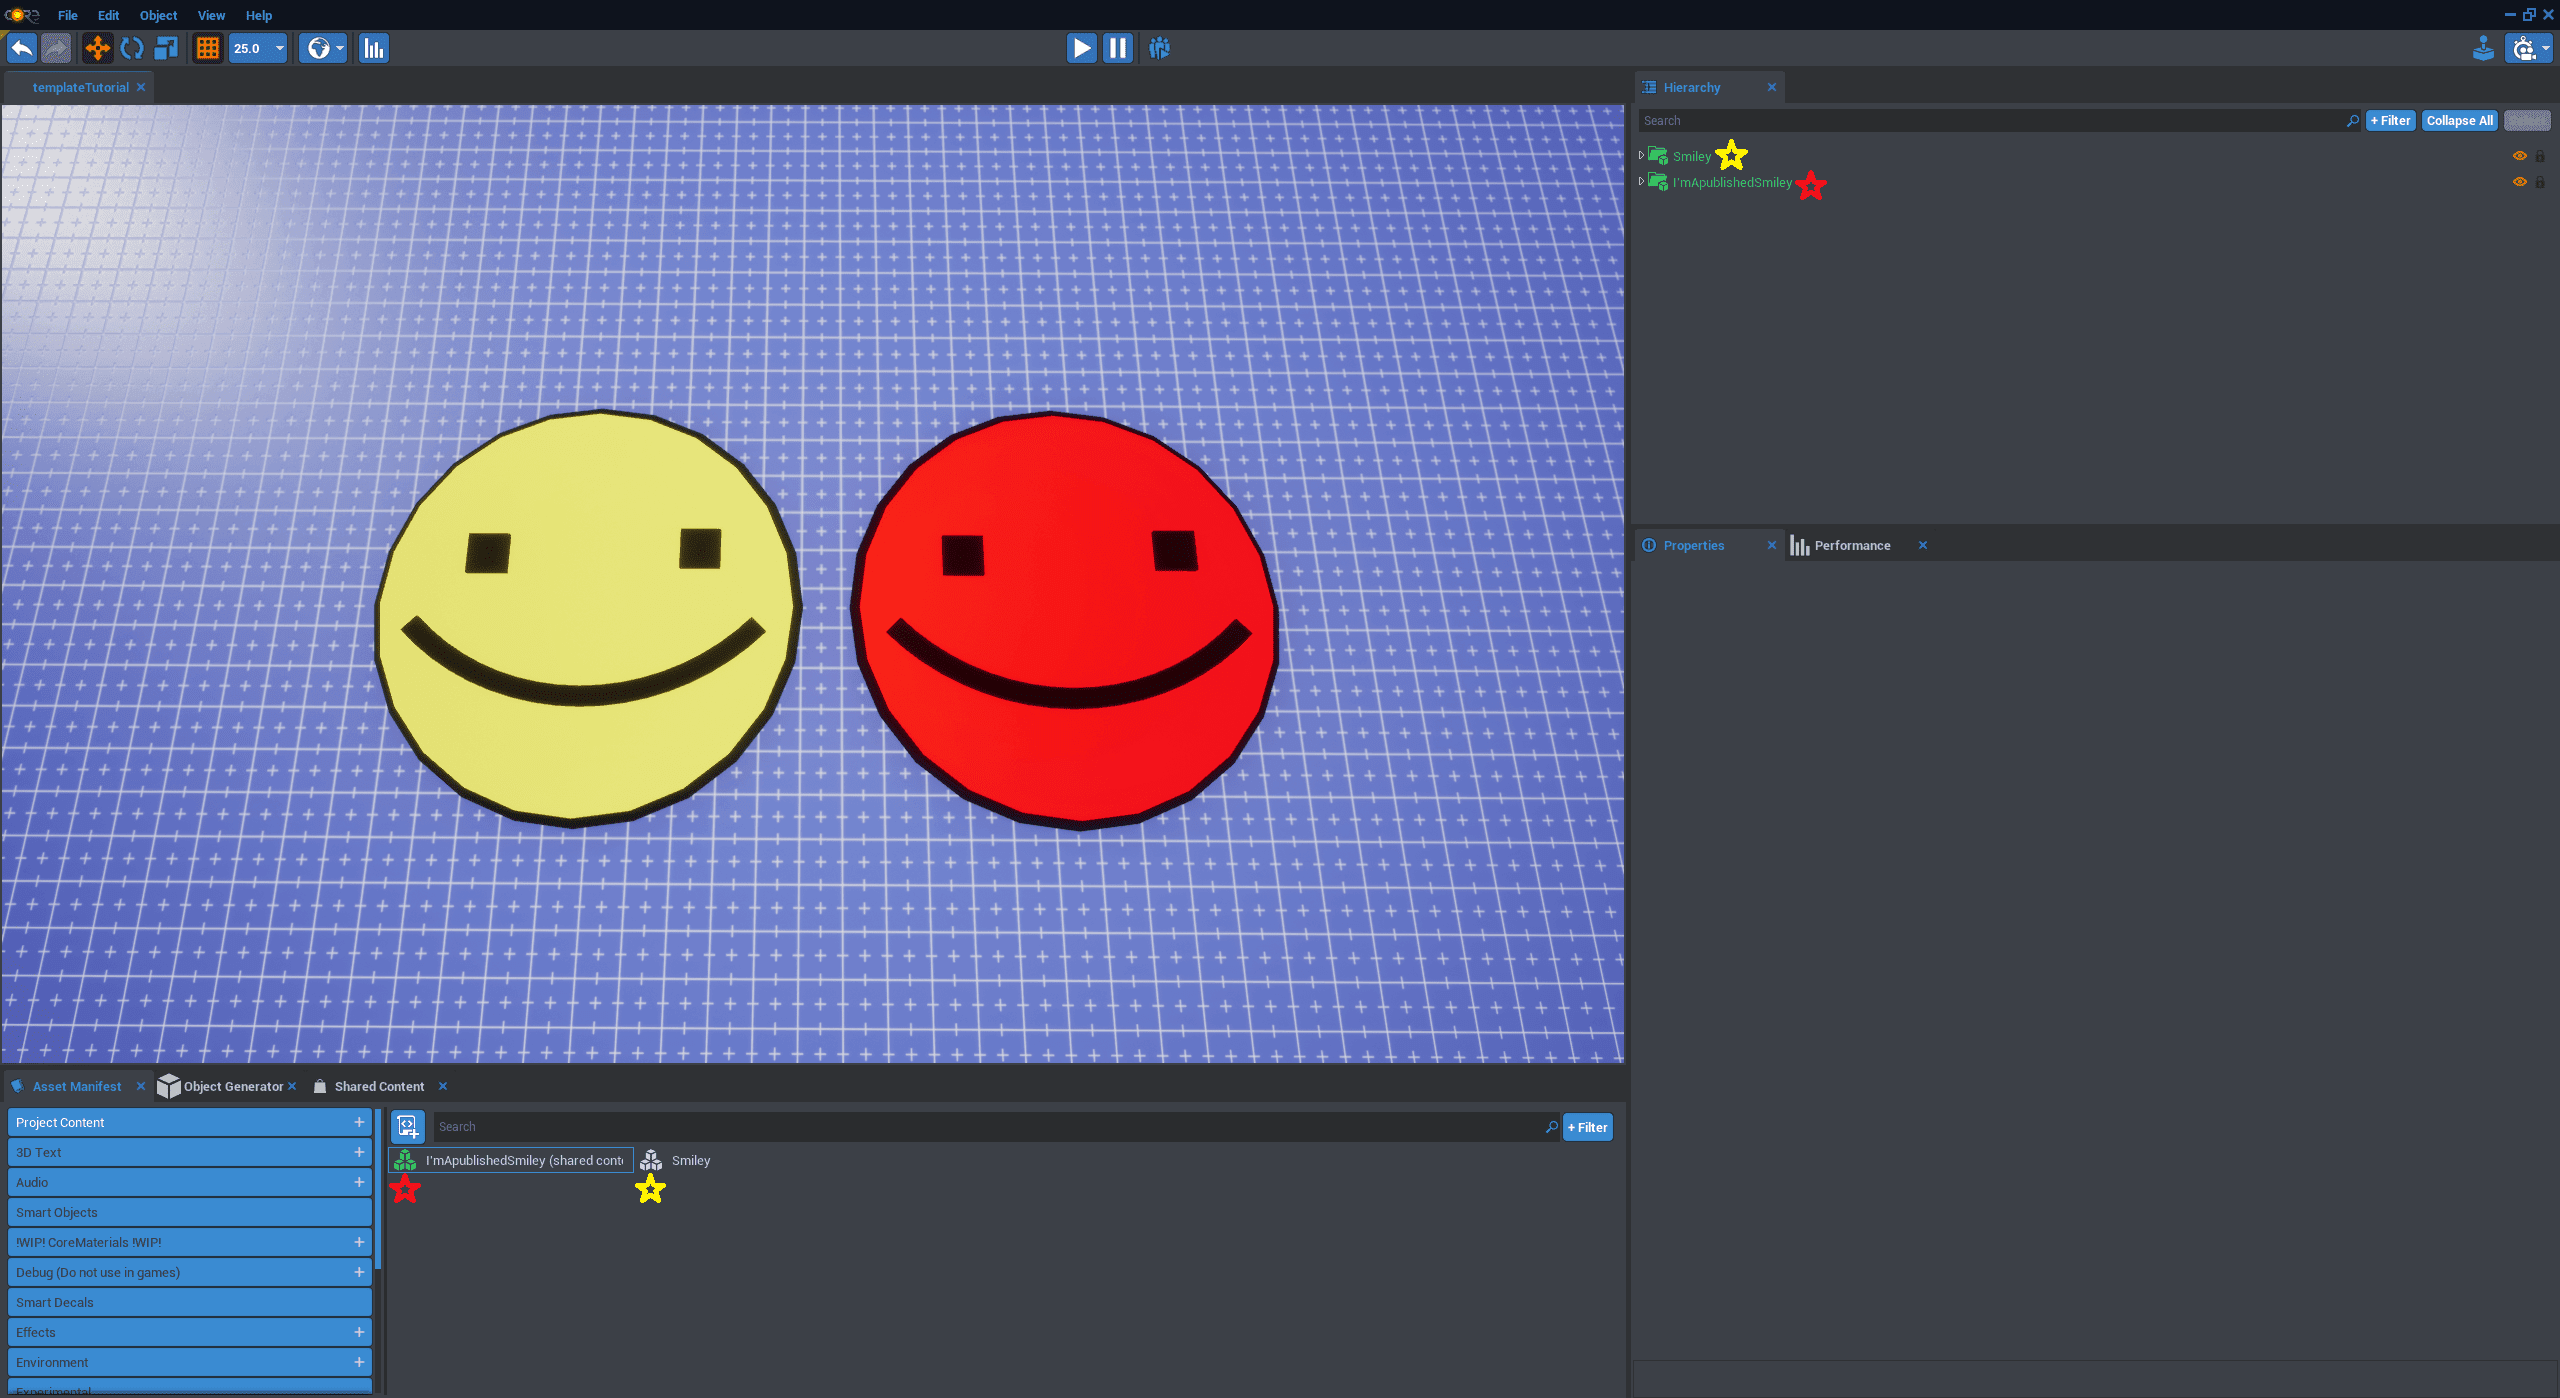 CORE File Edit Object View Help
25.0
templateTutorial
Hierarchy
Search + Filter Collapse All
Smiley
I'mApublishedSmiley
Properties Performance
Asset Manifest Object Generator Shared Content
Project Content
3D Text
Audio
Smart Objects
!WIP! CoreMaterials !WIP!
Debug (Do not use in games)
Smart Decals
Effects
Environment
Experimental
Search + Filter
I'mApublishedSmiley (shared conte
Smiley